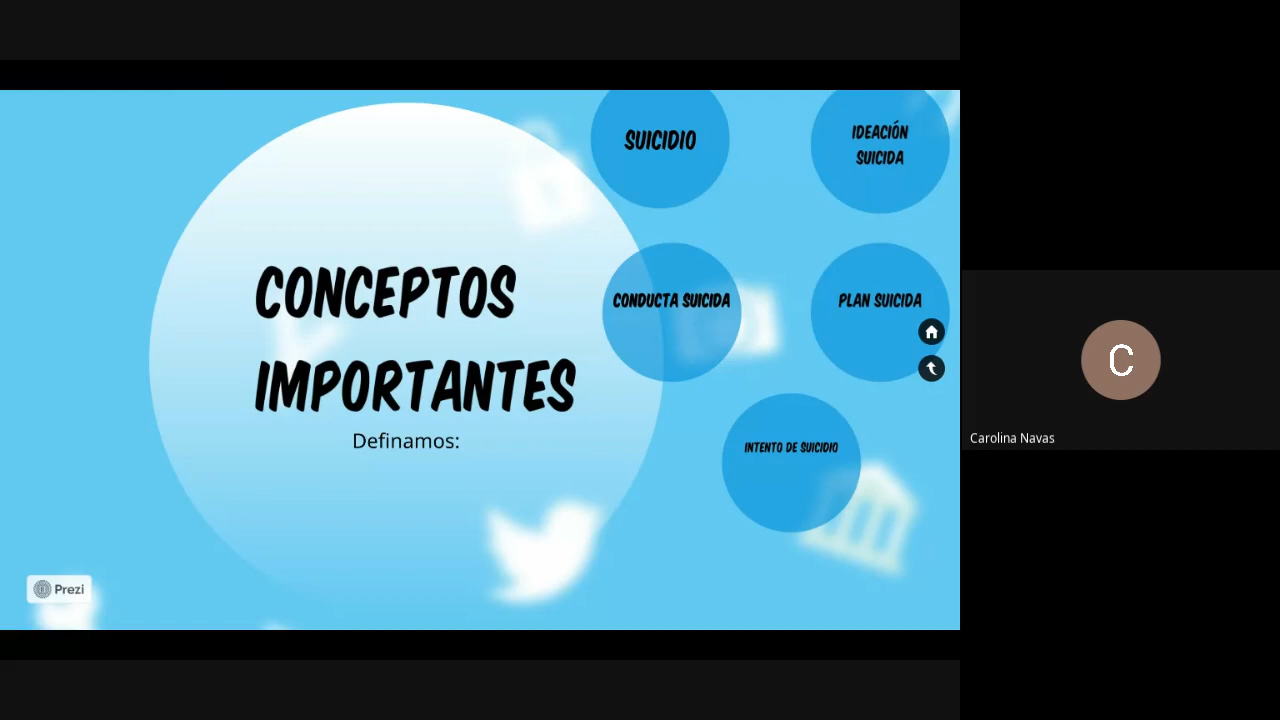 CONCEPTOS
IMPORTANTES
Definamos:
SUICIDIO
IDEACIÓN
SUICIDA
CONDUCTA SUICIDA
PLAN SUICIDA
INTENTO DE SUICIDIO
Prezi
C
Carolina Navas